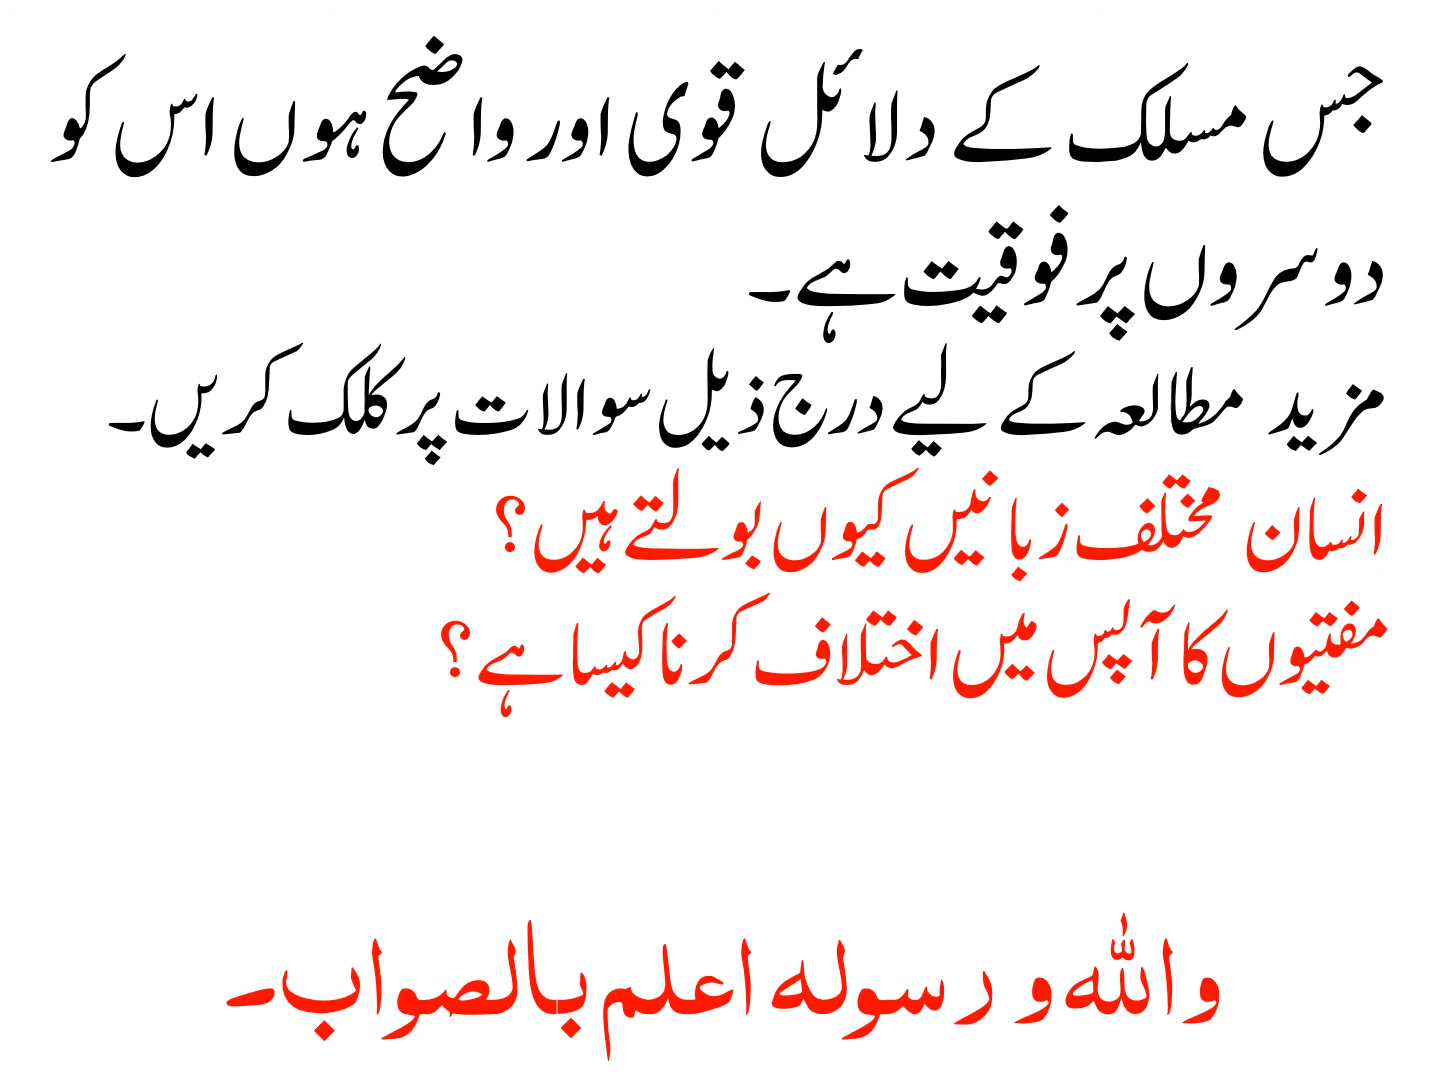 جس مسلک کے دلائل قوی اور واضح ہوں اس کو
دوسروں پر فوقیت ہے۔
مزید مطالعہ کے لیے درج ذیل سوالات پر کلک کریں۔
انسان مختلف زبانیں کیوں بولتے ہیں؟
مفتیوں کا آپس میں اختلاف کرنا کیسا ہے؟
واللہ و رسولہ اعلم بالصواب۔